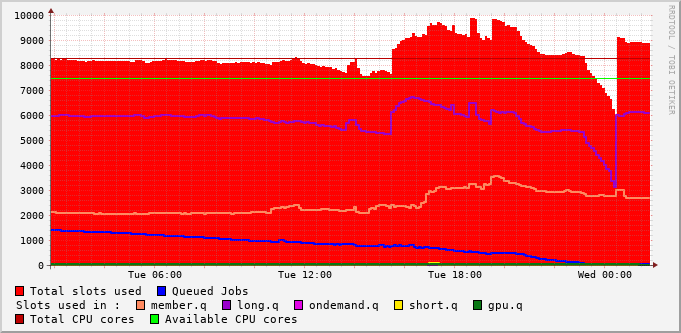 10000
9000
8000
7000
6000
5000
4000
3000
2000
1000
0
Tue 06:00 Tue 12:00 Tue 18:00 Wed 00:00
RRDTOOL / TOBI OETIKER
Total slots used Queued Jobs
Slots used in : member.q long.q ondemand.q short.q gpu.q
Total CPU cores Available CPU cores